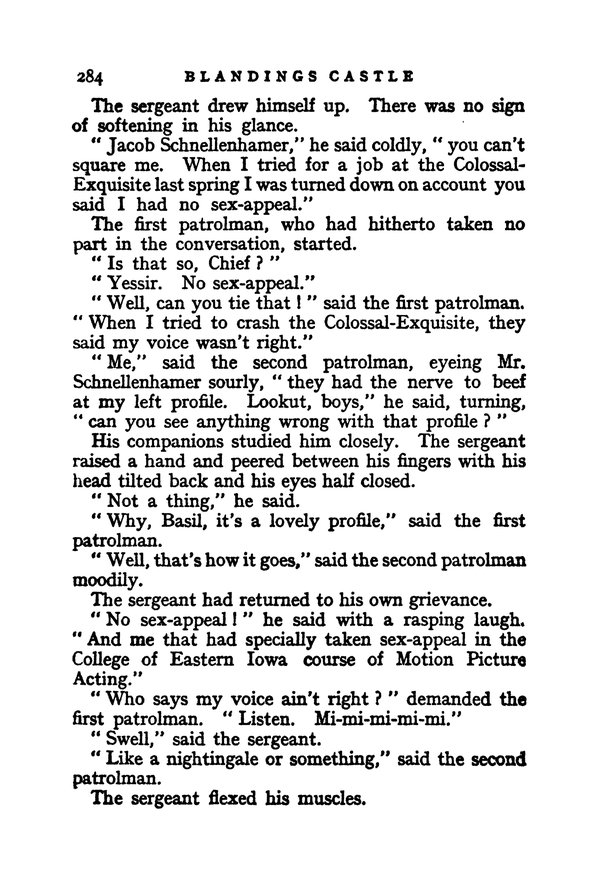 284 BLANDINGS CASTLE
The sergeant drew himself up. There was no sign
of softening in his glance.
" Jacob Schnellenhamer," he said coldly, " you can't
square me. When I tried for a job at the Colossal-
Exquisite last spring I was turned down on account you
said I had no sex-appeal."
The first patrolman, who had hitherto taken no
part in the conversation, started.
" Is that so, Chief ? "
" Yessir. No sex-appeal."
" Well, can you tie that ! " said the first patrolman.
" When I tried to crash the Colossal-Exquisite, they
said my voice wasn't right."
" Me," said the second patrolman, eyeing Mr.
Schnellenhamer sourly, " they had the nerve to beef
at my left profile. Lookut, boys," he said, turning,
" can you see anything wrong with that profile ? "
His companions studied him closely. The sergeant
raised a hand and peered between his fingers with his
head tilted back and his eyes half closed.
" Not a thing," he said.
" Why, Basil, it's a lovely profile," said the first
patrolman.
" Well, that's how it goes," said the second patrolman
moodily.
The sergeant had returned to his own grievance.
" No sex-appeal ! " he said with a rasping laugh.
" And me that had specially taken sex-appeal in the
College of Eastern Iowa course of Motion Picture
Acting."
" Who says my voice ain't right ? " demanded the
first patrolman. " Listen. Mi-mi-mi-mi-mi."
" Swell," said the sergeant.
" Like a nightingale or something," said the second
patrolman.
The sergeant flexed his muscles.